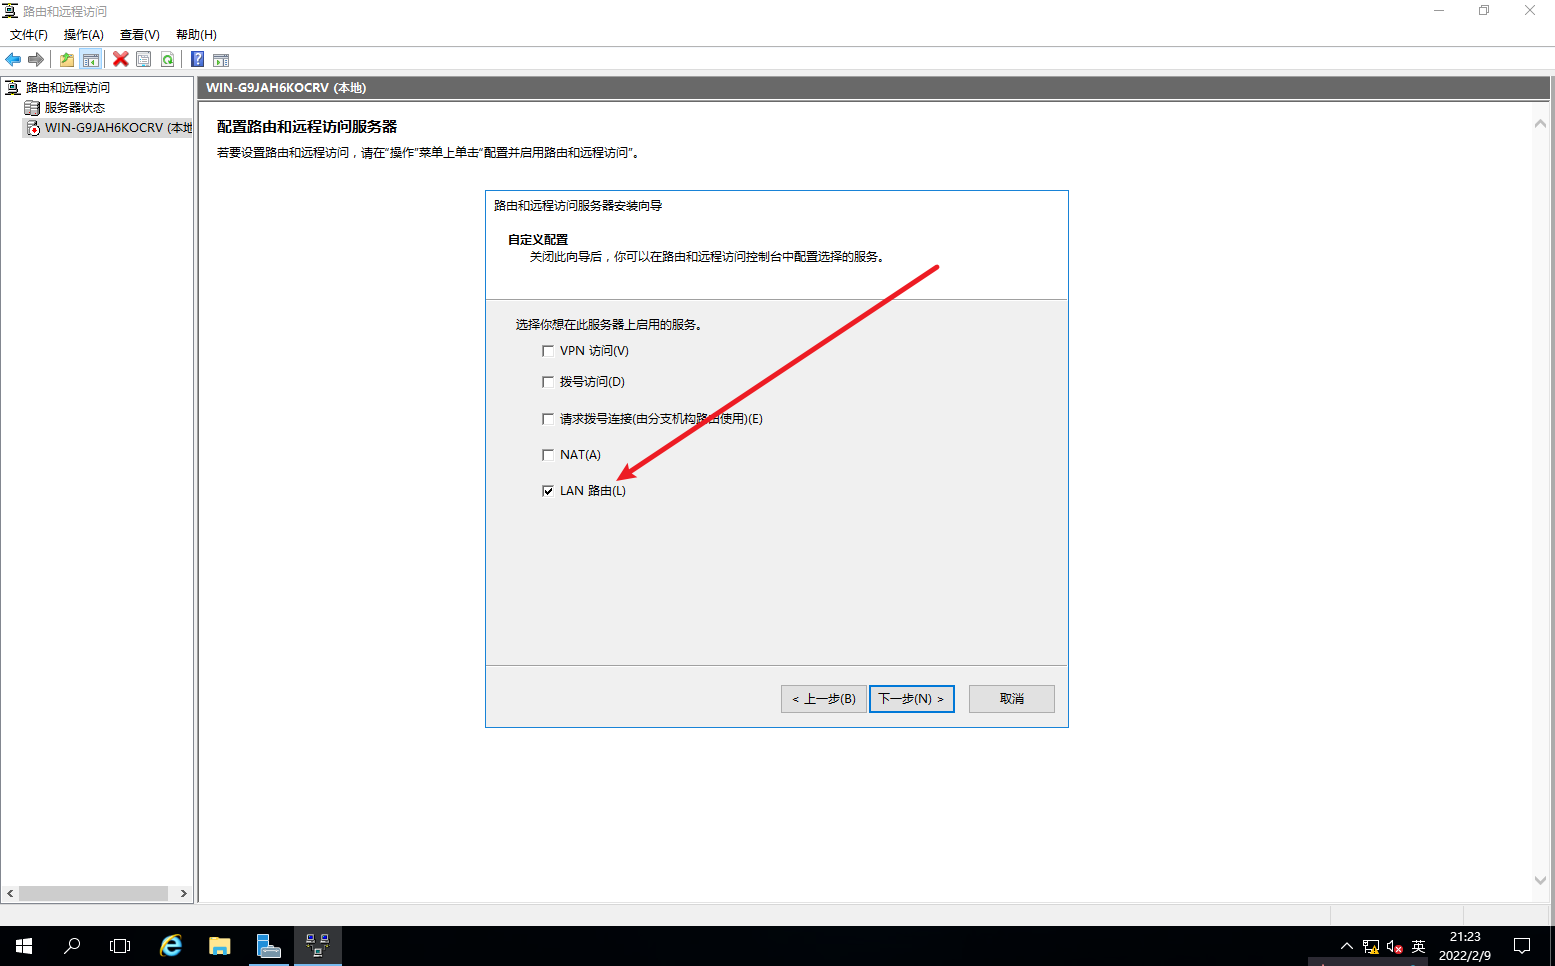 路由和远程访问
文件(F) 操作(A) 查看(V) 帮助(H)
路由和远程访问
服务器状态
WIN-G9JAH6KOCRV (本地
WIN-G9JAH6KOCRV (本地)
配置路由和远程访问服务器
若要设置路由和远程访问，请在“操作”菜单上单击“配置并启用路由和远程访问”。
路由和远程访问服务器安装向导
自定义配置
关闭此向导后，你可以在路由和远程访问控制台中配置选择的服务。
选择你想在此服务器上启用的服务。
VPN 访问(V)
拨号访问(D)
请求拨号连接(由分支机构路由使用)(E)
NAT(A)
LAN 路由(L)
< 上一步(B) 下一步(N) > 取消
英
21:23
2022/2/9